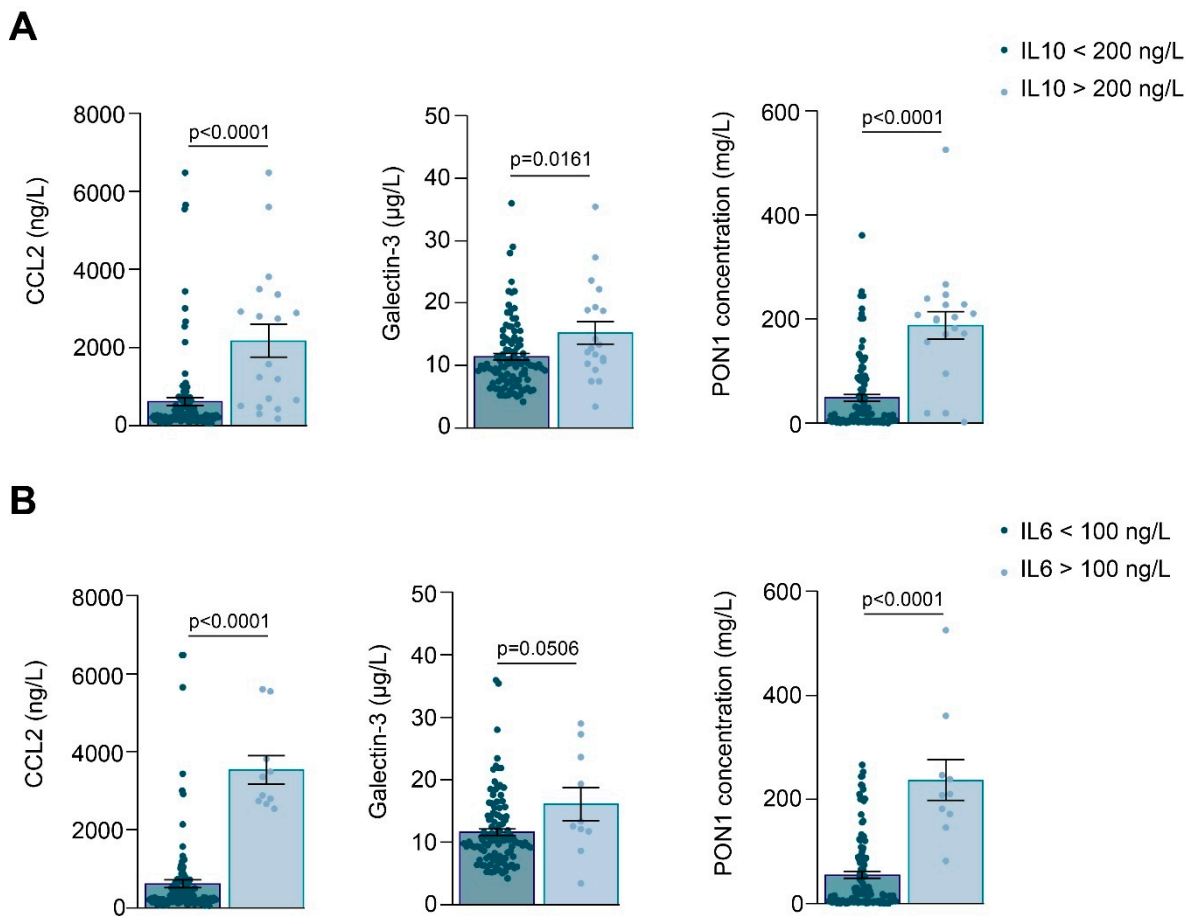 A
IL10 < 200 ng/L
IL10 > 200 ng/L
CCL2 (ng/L)
8000
6000
4000
2000
0
p<0.0001
Galectin-3 (µg/L)
50
40
30
20
10
0
p=0.0161
PON1 concentration (mg/L)
600
400
200
0
p<0.0001
B
IL6 < 100 ng/L
IL6 > 100 ng/L
CCL2 (ng/L)
8000
6000
4000
2000
0
p<0.0001
Galectin-3 (µg/L)
50
40
30
20
10
0
p=0.0506
PON1 concentration (mg/L)
600
400
200
0
p<0.0001